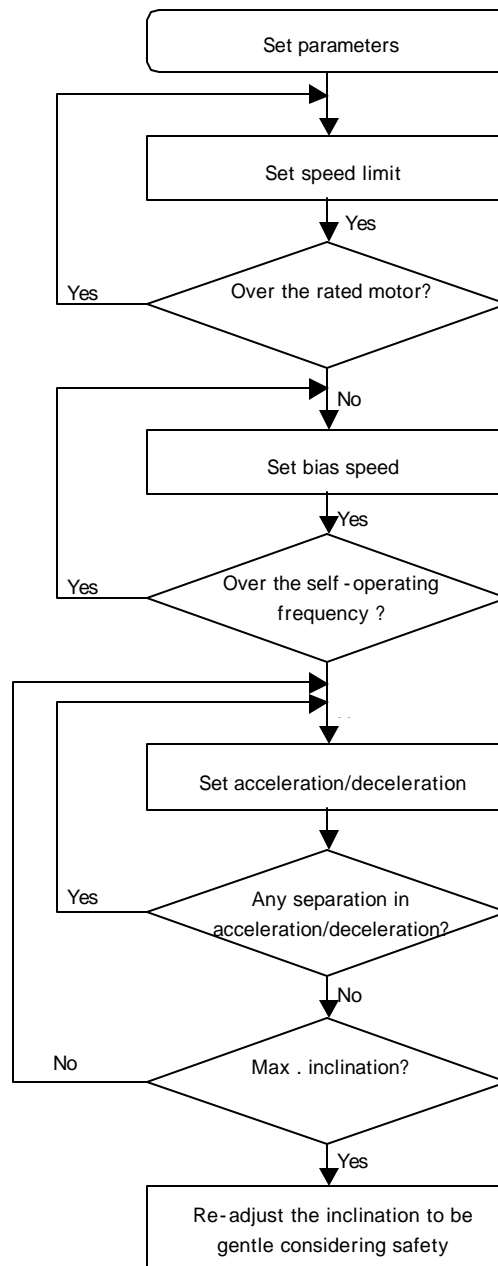 Set parameters
Set speed limit
Yes
Over the rated motor?
Yes
No
Set bias speed
Yes
Over the self-operating
frequency ?
Yes
Set acceleration/deceleration
Any separation in
acceleration/deceleration?
Yes
No
Max . inclination?
No
Yes
Re-adjust the inclination to be
gentle considering safety